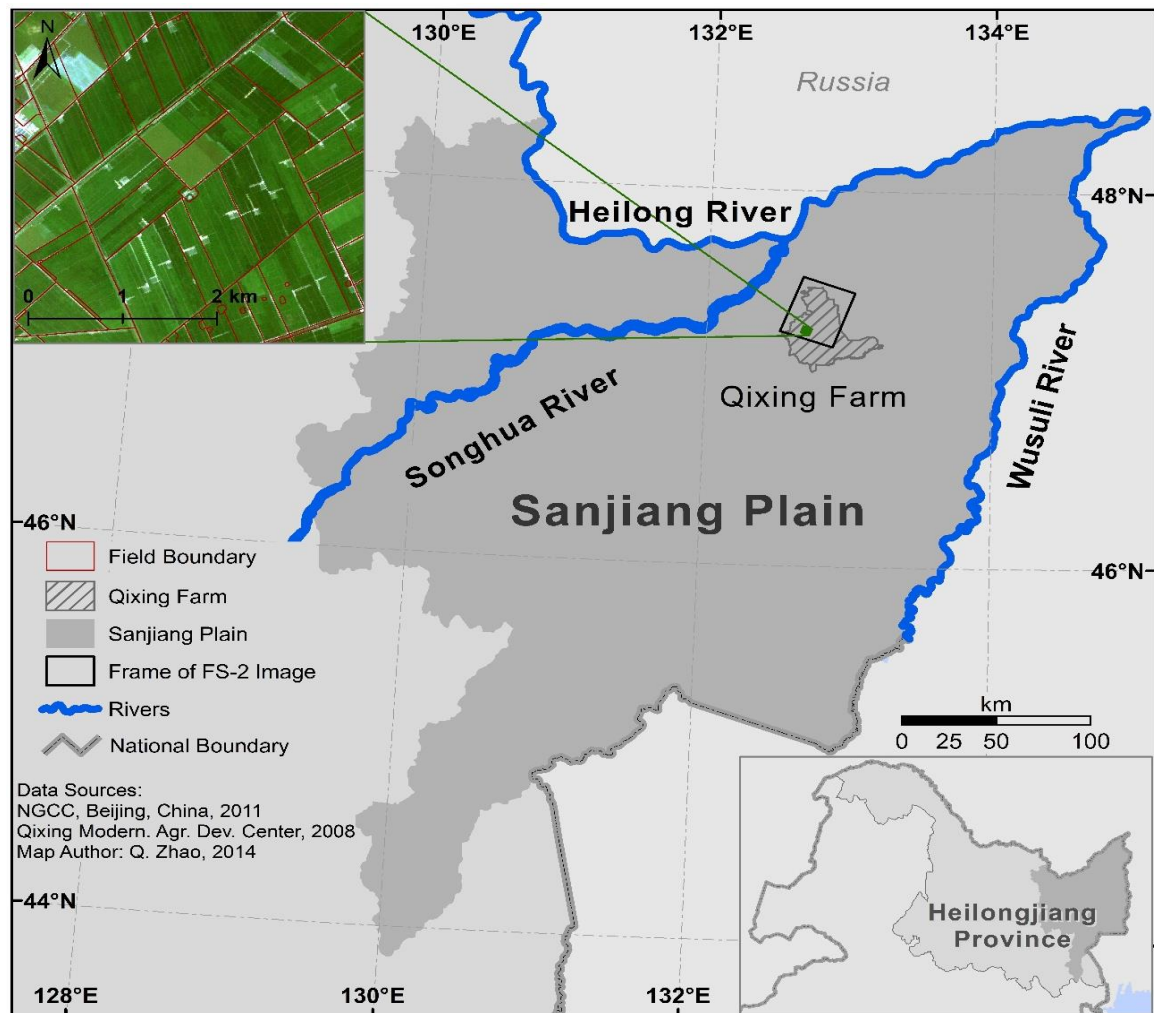 N
130°E
132°E
134°E
Russia
48°N
Heilong River
0 1 2 km
Qixing Farm
Songhua River
Wusuli River
Sanjiang Plain
46°N
46°N
Field Boundary
Qixing Farm
Sanjiang Plain
Frame of FS-2 Image
Rivers
National Boundary
km
0 25 50 100
Data Sources:
NGCC, Beijing, China, 2011
Qixing Modern. Agr. Dev. Center, 2008
Map Author: Q. Zhao, 2014
44°N
Heilongjiang
Province
128°E
130°E
132°E